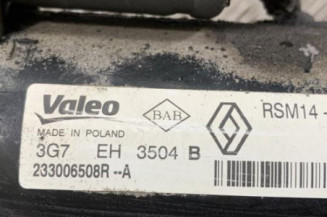 Valeo BAB RSM14 -
MADE IN POLAND
3G7 EH 3504 B
233006508R --A